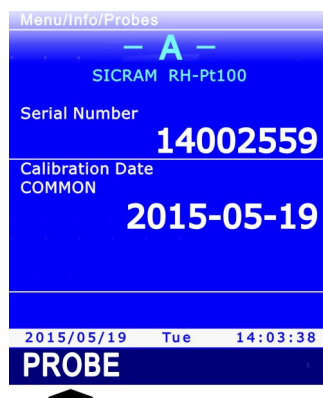 Menu/Info/Probes
– A –
SICRAM RH-Pt100
Serial Number
14002559
Calibration Date
COMMON
2015-05-19
2015/05/19 Tue 14:03:38
PROBE